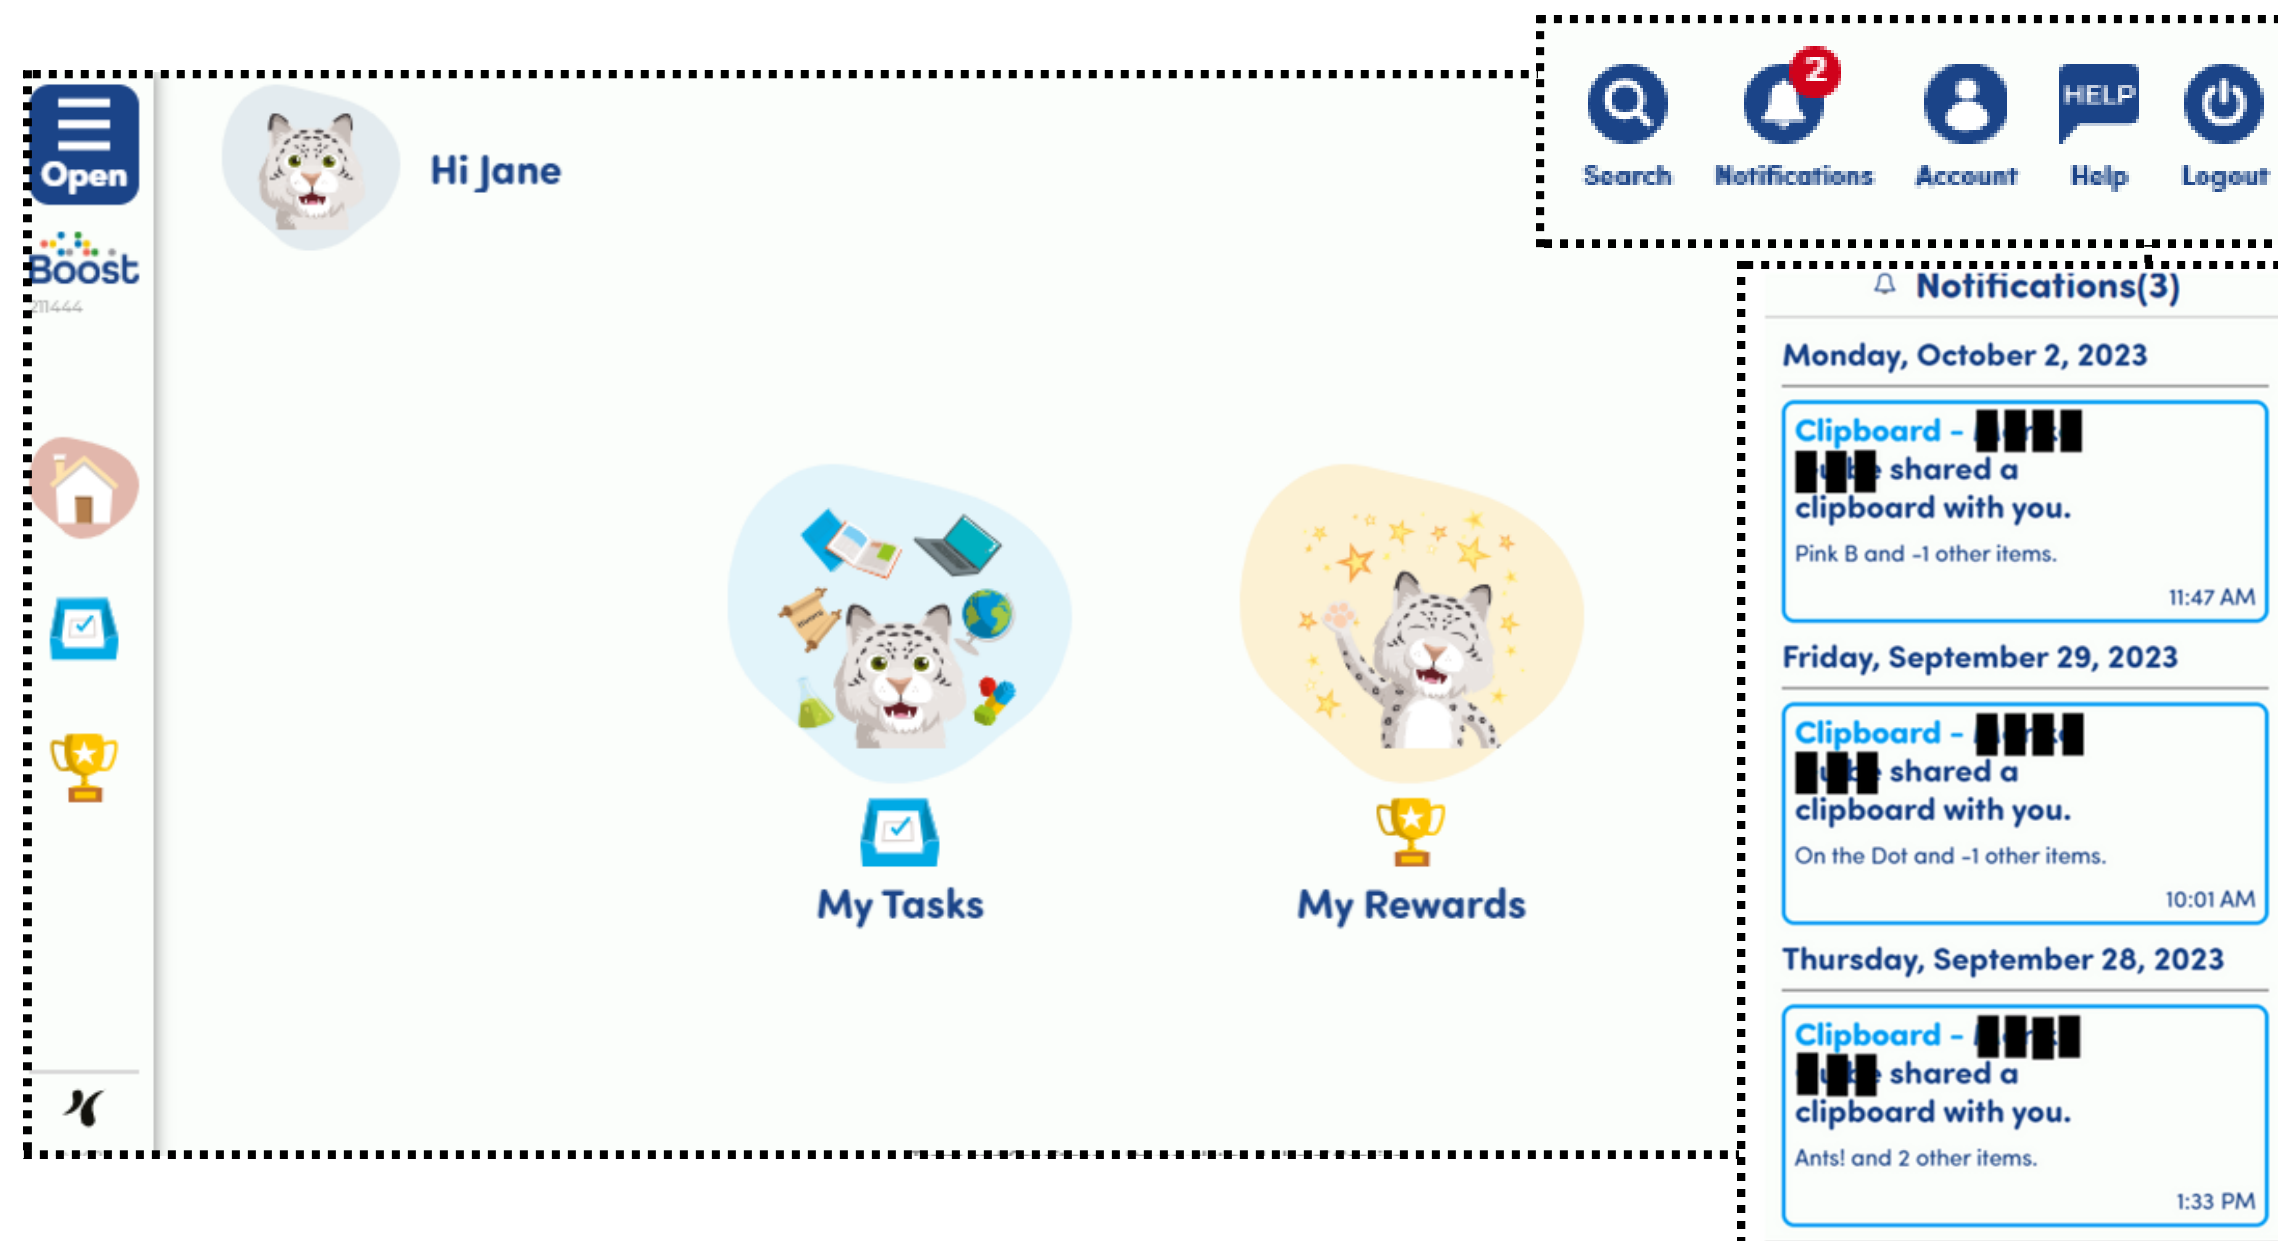 Open
Boost
211444
Hi Jane
My Tasks
My Rewards
2
HELP
Search
Notifications
Account
Help
Logout
Notifications(3)
Monday, October 2, 2023
Clipboard -
shared a
clipboard with you.
Pink B and -1 other items.
11:47 AM
Friday, September 29, 2023
Clipboard -
shared a
clipboard with you.
On the Dot and -1 other items.
10:01 AM
Thursday, September 28, 2023
Clipboard -
shared a
clipboard with you.
Ants! and 2 other items.
1:33 PM